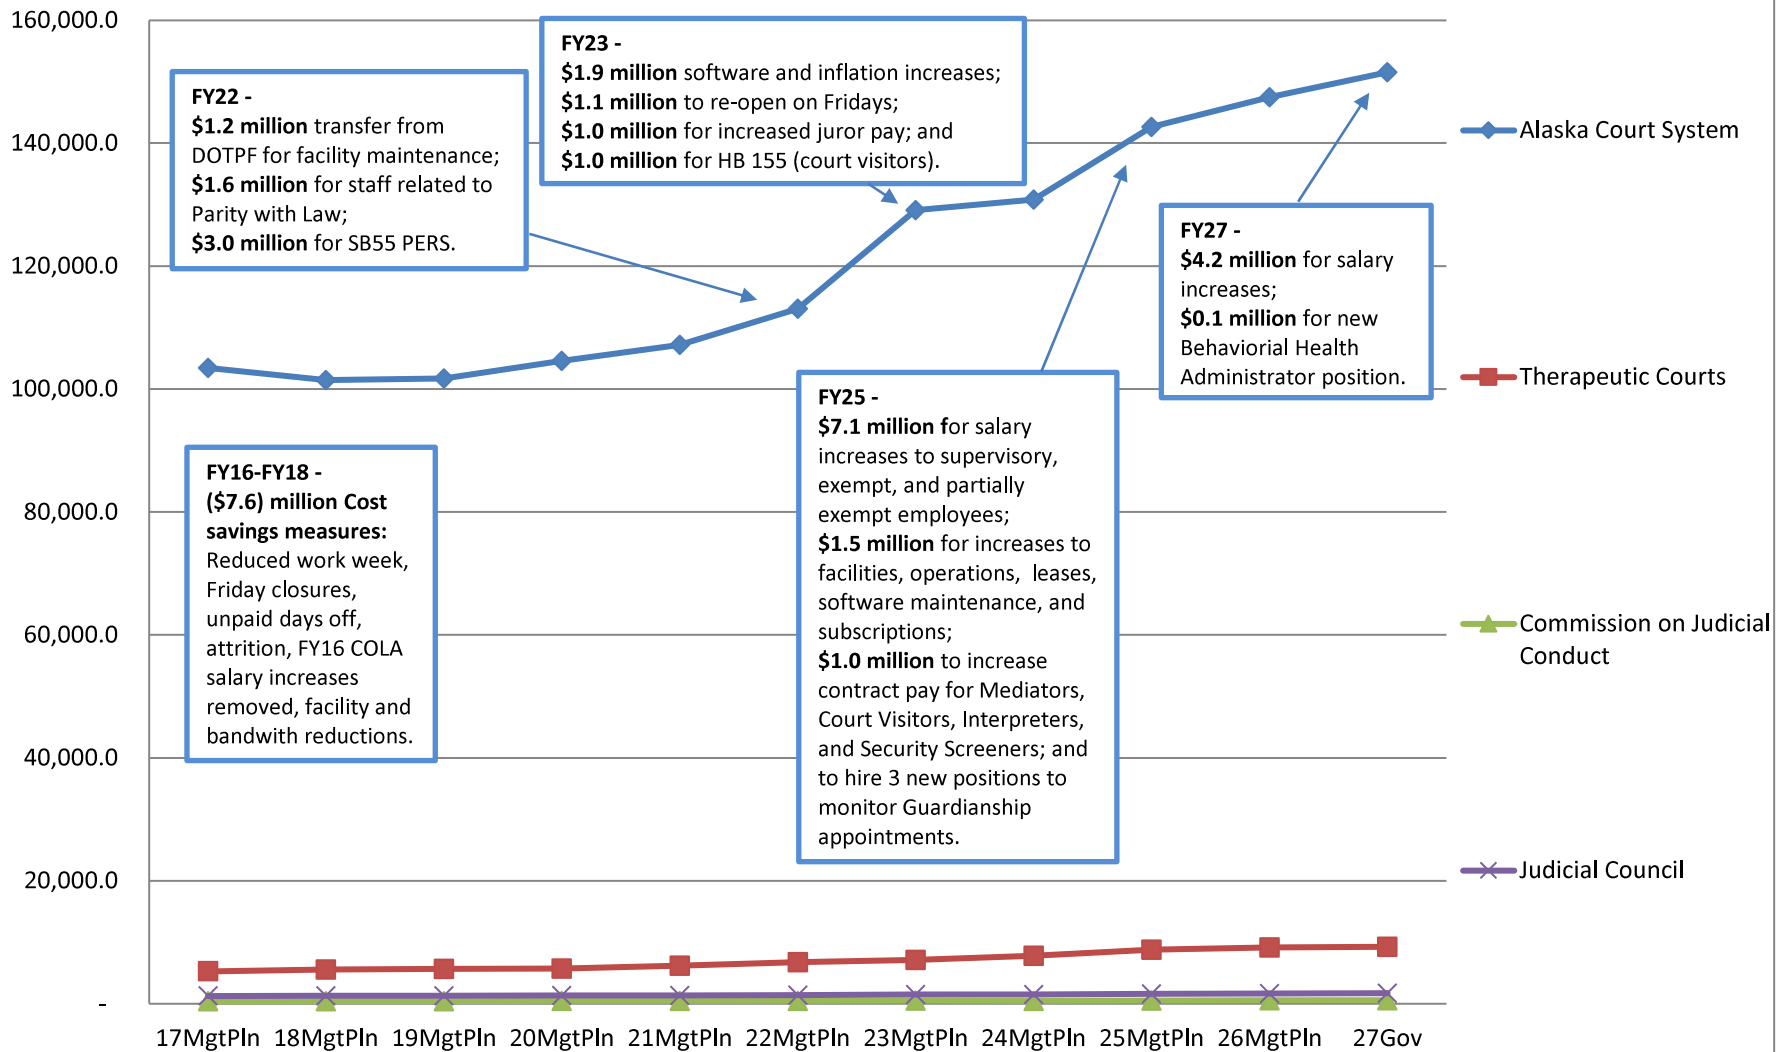 160,000.0
140,000.0
120,000.0
100,000.0
80,000.0
60,000.0
40,000.0
20,000.0
-
FY22 -
$1.2 million transfer from
DOTPF for facility maintenance;
$1.6 million for staff related to
Parity with Law;
$3.0 million for SB55 PERS.
FY23 -
$1.9 million software and inflation increases;
$1.1 million to re-open on Fridays;
$1.0 million for increased juror pay; and
$1.0 million for HB 155 (court visitors).
FY27 -
$4.2 million for salary
increases;
$0.1 million for new
Behaviorial Health
Administrator position.
FY16-FY18 -
($7.6) million Cost
savings measures:
Reduced work week,
Friday closures,
unpaid days off,
attrition, FY16 COLA
salary increases
removed, facility and
bandwith reductions.
FY25 -
$7.1 million for salary
increases to supervisory,
exempt, and partially
exempt employees;
$1.5 million for increases to
facilities, operations, leases,
software maintenance, and
subscriptions;
$1.0 million to increase
contract pay for Mediators,
Court Visitors, Interpreters,
and Security Screeners; and
to hire 3 new positions to
monitor Guardianship
appointments.
Alaska Court System
Therapeutic Courts
Commission on Judicial
Conduct
Judicial Council
17MgtPln 18MgtPln 19MgtPln 20MgtPln 21MgtPln 22MgtPln 23MgtPln 24MgtPln 25MgtPln 26MgtPln 27Gov